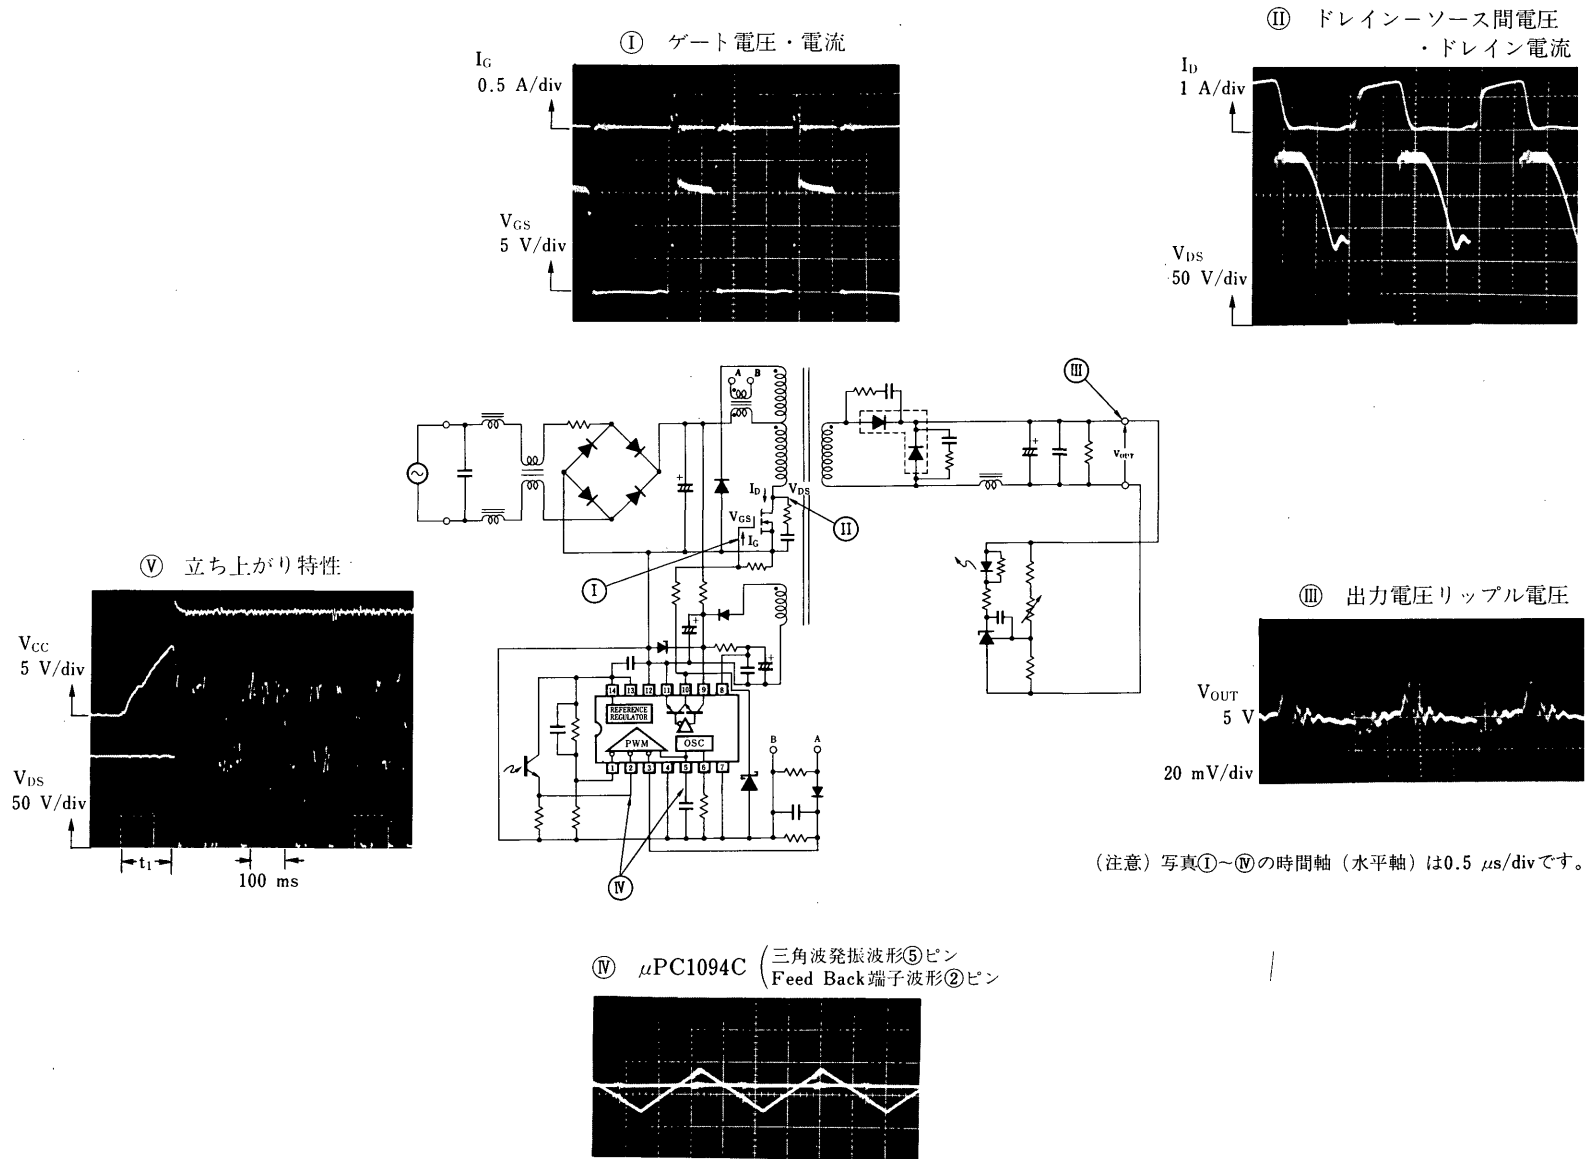 Ⓘ ゲート電圧・電流
I_G
0.5 A/div
V_GS
5 V/div
Ⓘ︎Ⓘ ドレイン－ソース間電圧
・ドレイン電流
I_D
1 A/div
V_DS
50 V/div
A B
I_D
V_DS
V_GS
I_G
I
II
III
V_OUT
Ⓥ 立ち上がり特性
V_CC
5 V/div
V_DS
50 V/div
t₁
100 ms
14 13 12 11 10 9 8
REFERENCE
REGULATOR
PWM
OSC
1 2 3 4 5 6 7
B A
IV
III 出力電圧リップル電圧
V_OUT
5 V
20 mV/div
（注意）写真Ⓘ～Ⓘ︎Ⓥの時間軸（水平軸）は0.5 μs/divです。
IV μPC1094C
三角波発振波形⑤ピン
Feed Back端子波形②ピン